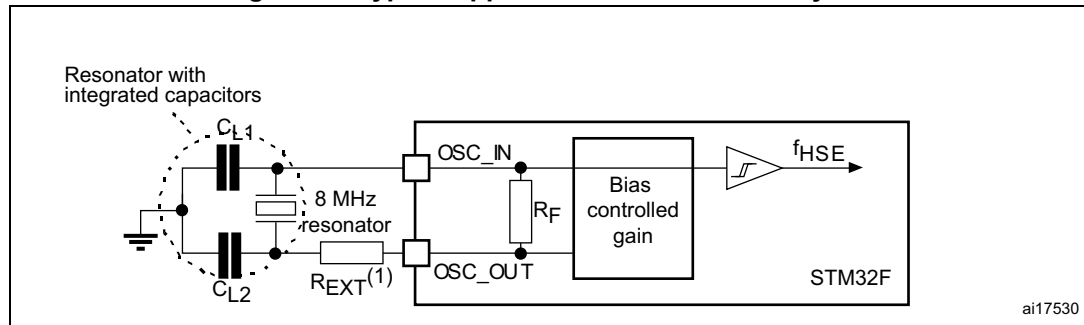 Resonator with
integrated capacitors
CL1
OSC_IN
fHSE
8 MHz
resonator
RF
Bias
controlled
gain
REXT(1)
OSC_OUT
STM32F
CL2
ai17530